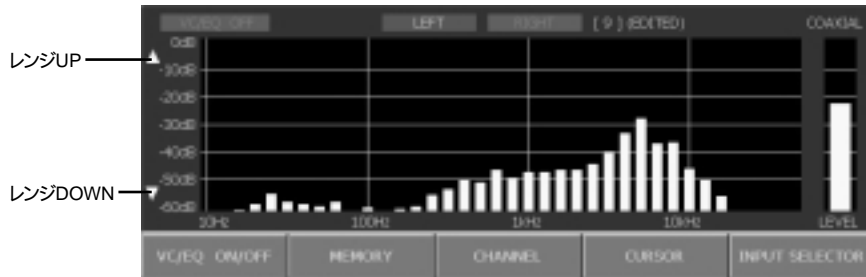 VC/EQ OFF LEFT RIGHT [ 9 ] (EDITED) COAXIAL
0dB
レンジUP
-10dB
-20dB
-30dB
-40dB
-50dB
レンジDOWN
-60dB
10Hz 100Hz 1kHz 10kHz LEVEL
VC/EQ ON/OFF MEMORY CHANNEL CURSOR INPUT SELECTOR